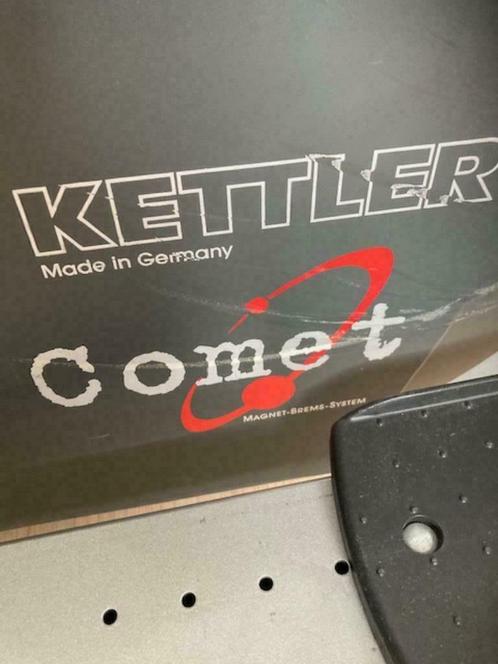 KETTLER
Made in Germany
Comet
MAGNET-BREMS-SYSTEM